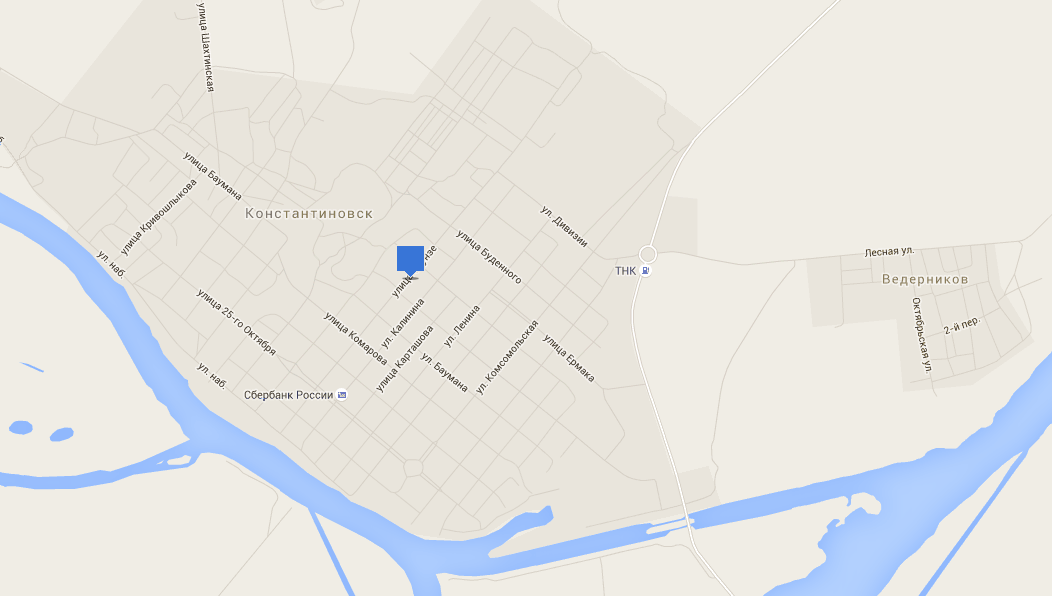 улица Шахтинская
улица Баумана
улица Кривошлыкова
Константиновск
ул. Дивизии
улица Буденного
ул. наб.
ТНК
Лесная ул.
Ведерников
Октябрьская ул.
2-й пер.
улица 25-го Октября
улица Комарова
ул. Калинина
улица Карташова
ул. Ленина
ул. Баумана
ул. Комсомольская
улица Ермака
ул. наб.
Сбербанк России